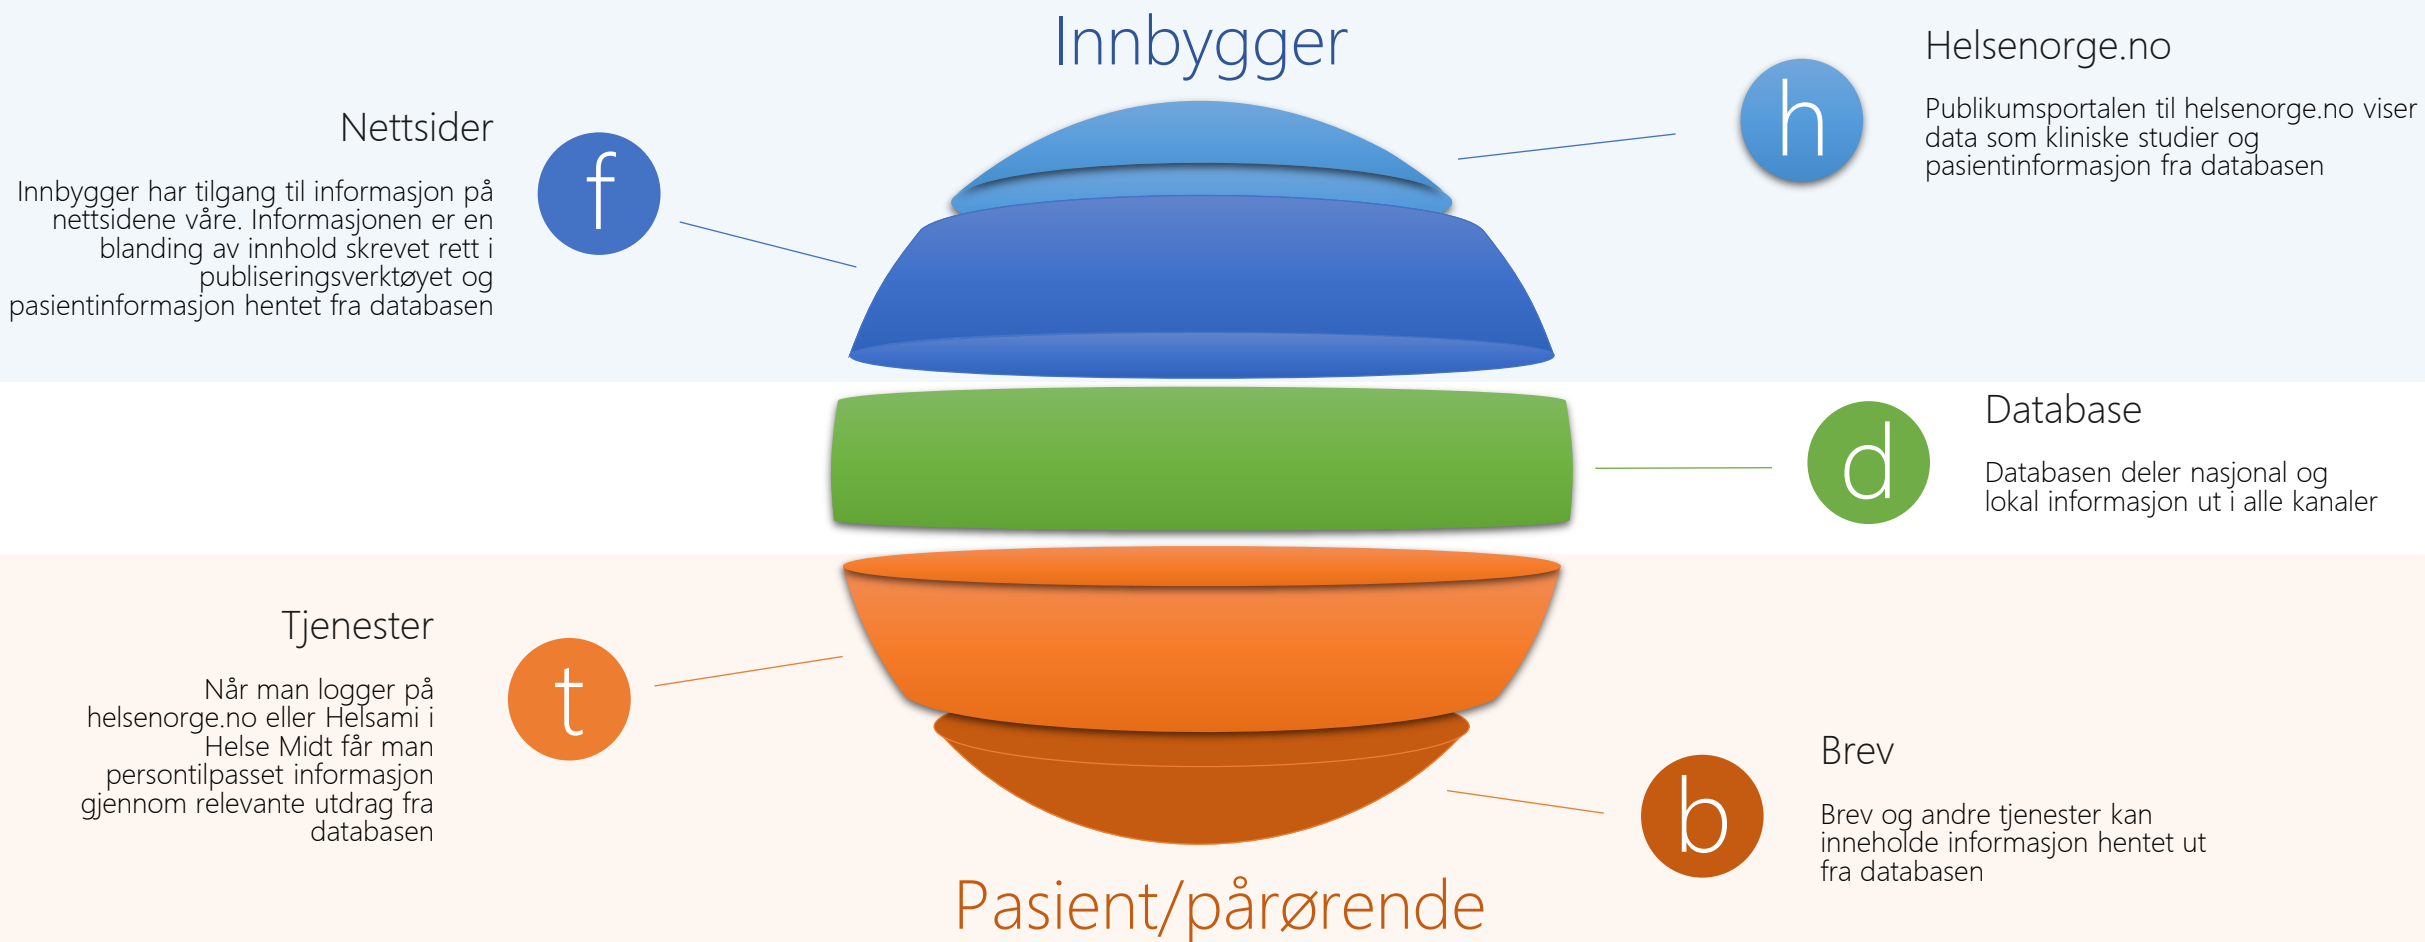 Innbygger
Nettsider
Innbygger har tilgang til informasjon på
nettsidene våre. Informasjonen er en
blanding av innhold skrevet rett i
publiseringsverktøyet og
pasientinformasjon hentet fra databasen
f
h
Helsenorge.no
Publikumsportalen til helsenorge.no viser
data som kliniske studier og
pasientinformasjon fra databasen
d
Database
Databasen deler nasjonal og
lokal informasjon ut i alle kanaler
Tjenester
Når man logger på
helsenorge.no eller Helsami i
Helse Midt får man
persontilpasset informasjon
gjennom relevante utdrag fra
databasen
t
b
Brev
Brev og andre tjenester kan
inneholde informasjon hentet ut
fra databasen
Pasient/pårørende